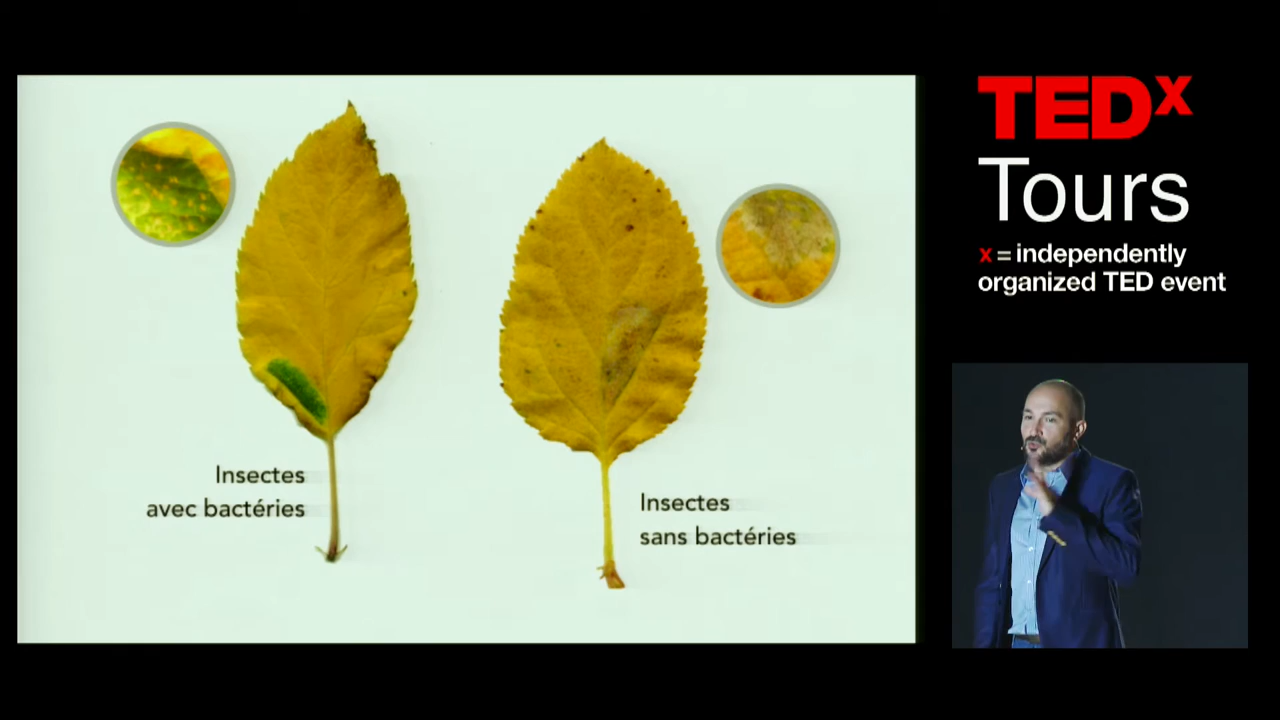 Insectes
avec bactéries
Insectes
sans bactéries
TEDx
Tours
x = independently
organized TED event